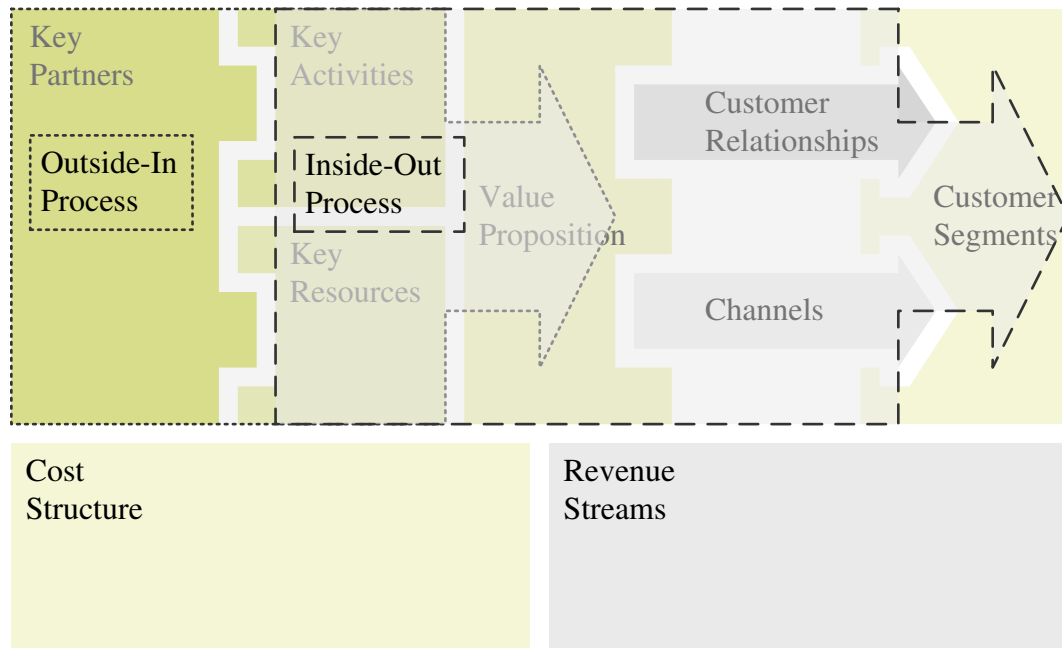 Key
Partners
Outside-In
Process
Key
Activities
Inside-Out
Process
Key
Resources
Value
Proposition
Customer
Relationships
Channels
Customer
Segments
Cost
Structure
Revenue
Streams